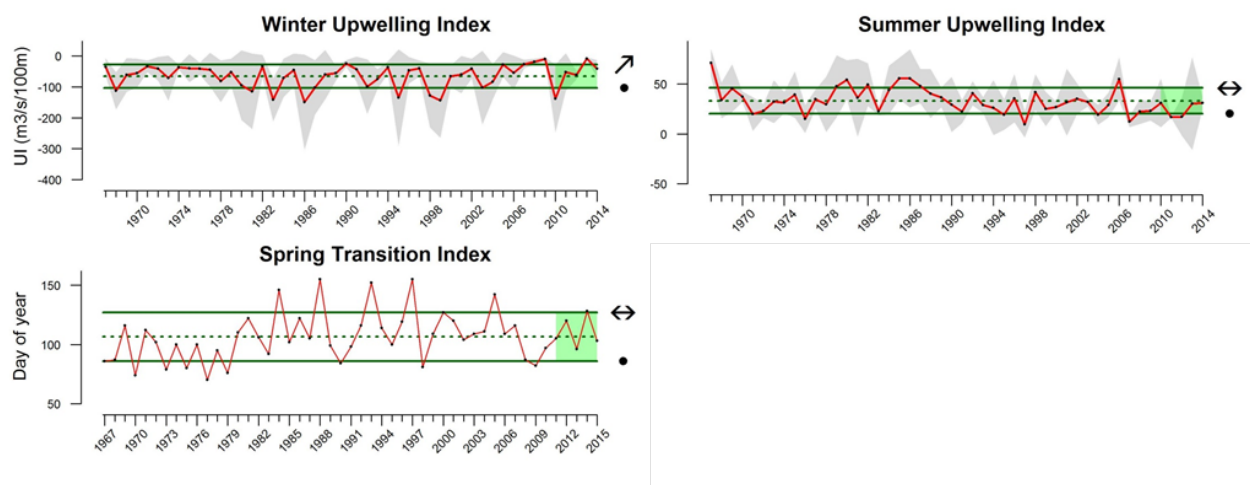 Winter Upwelling Index
UI (m3/s/100m)
0
-100
-200
-300
-400
1970 1974 1978 1982 1986 1990 1994 1998 2002 2006 2010 2014
Summer Upwelling Index
50
0
-50
1970 1974 1978 1982 1986 1990 1994 1998 2002 2006 2010 2014
Spring Transition Index
Day of year
150
100
50
1967 1970 1973 1976 1979 1982 1985 1988 1991 1994 1997 2000 2003 2006 2009 2012 2015